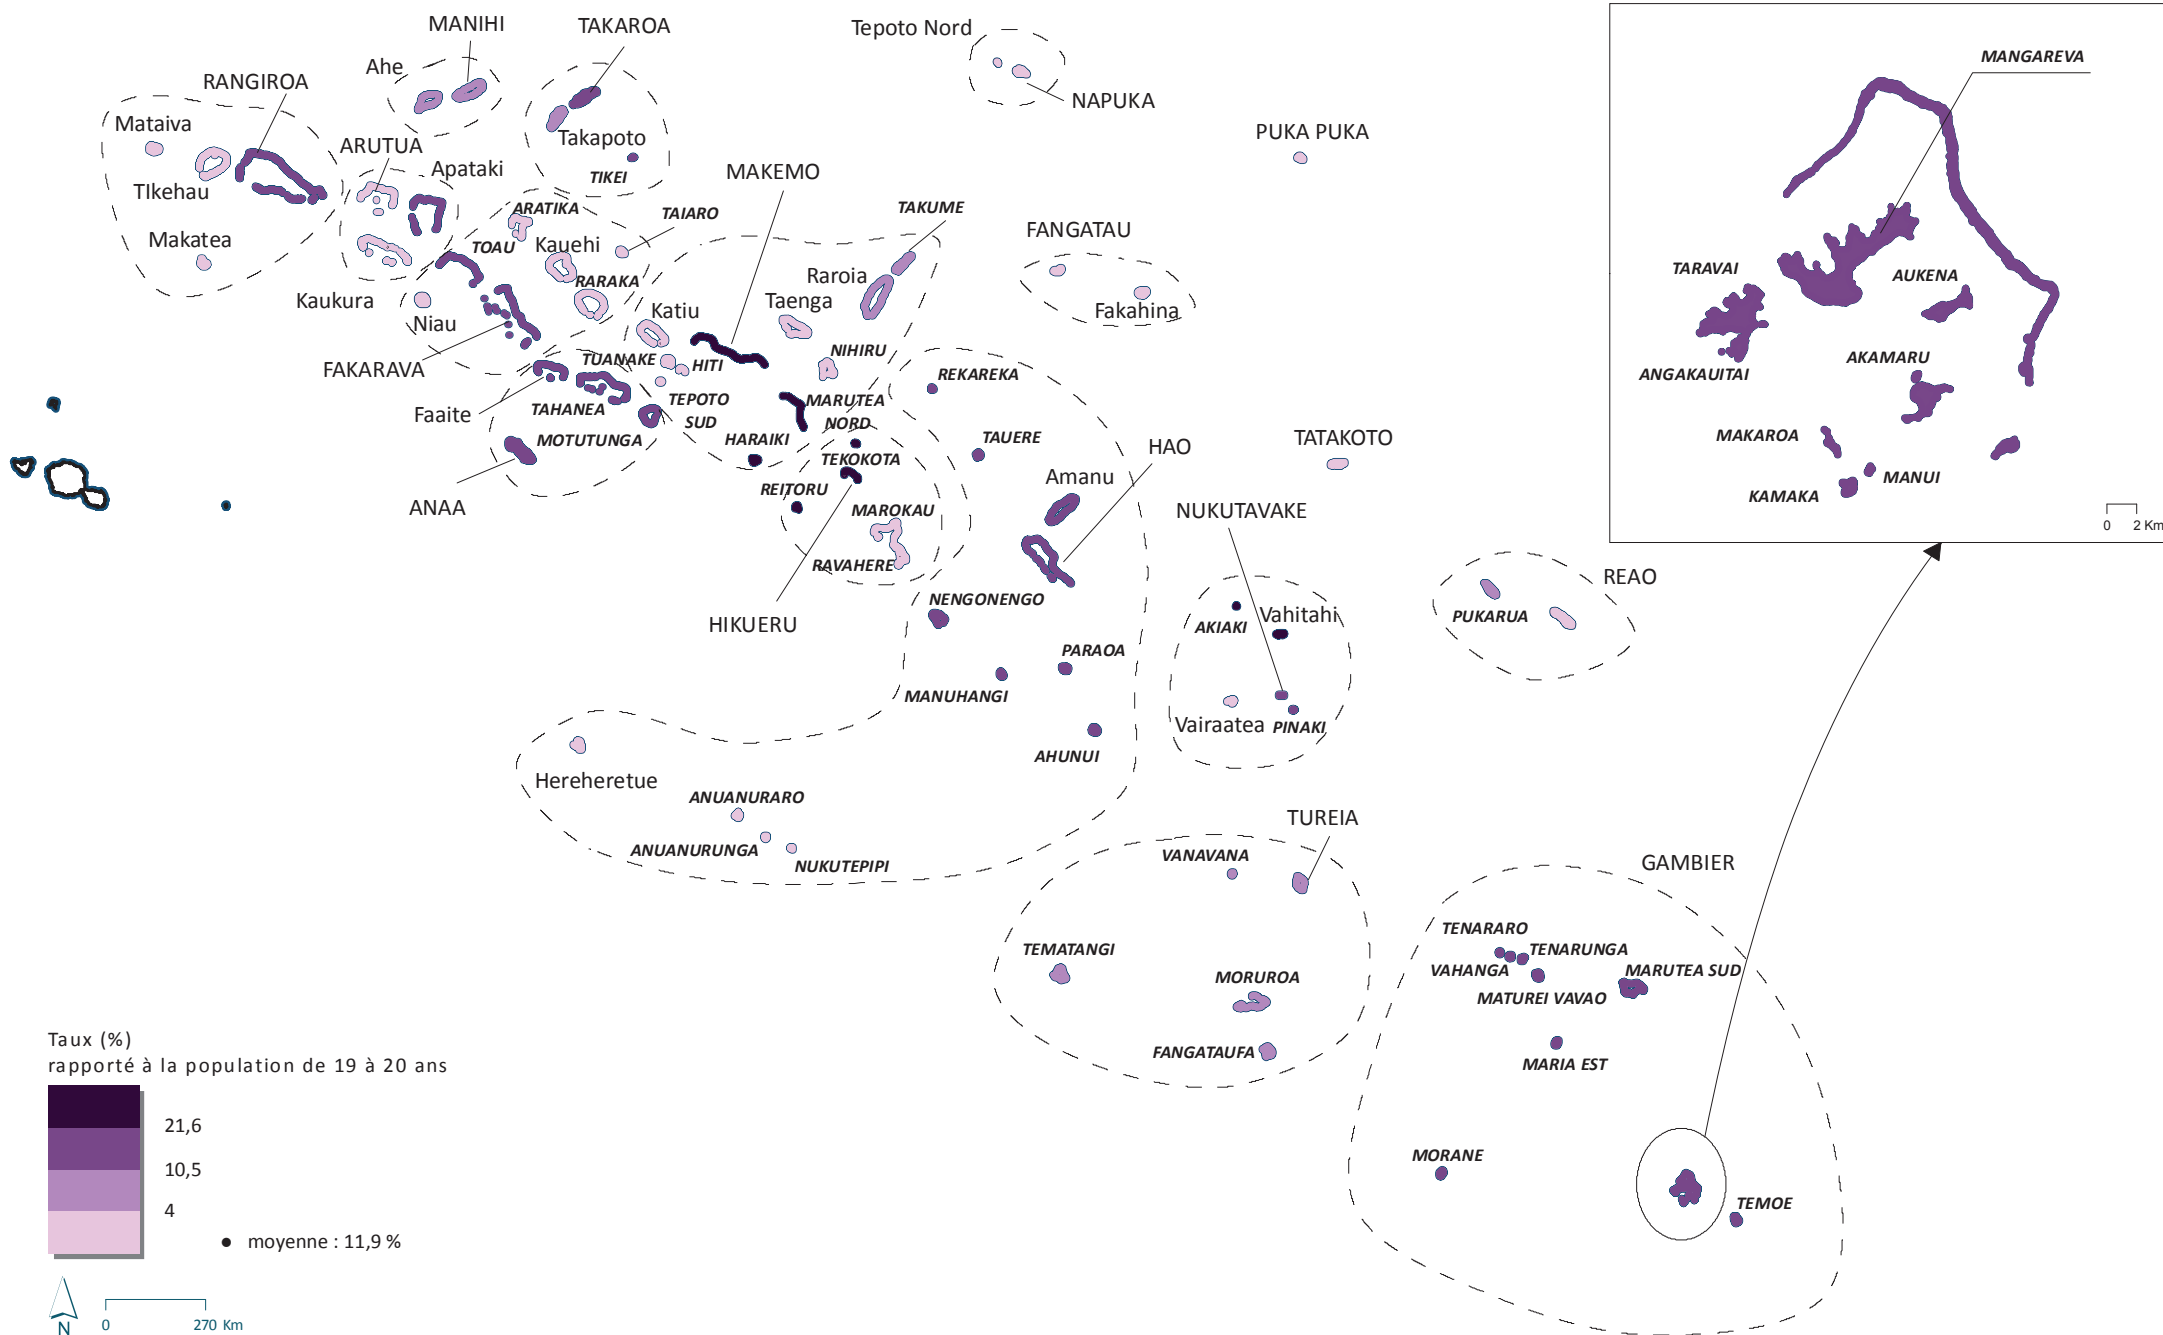 MANIHI
TAKAROA
Tepoto Nord
MANGAREVA
Ahe
RANGIROA
NAPUKA
Mataiva
ARUTUA
Takapoto
PUKA PUKA
Apataki
TIkehau
TIKEI
MAKEMO
ARATIKA
TAIARO
TAKUME
Makatea
TOAU
Kauehi
FANGATAU
Raroia
TARAVAI
AUKENA
RARAKA
Kaukura
Taenga
Fakahina
Niau
Katiu
NIHIRU
TUANAKE
HITI
AKAMARU
FAKARAVA
REKAREKA
ANGAKAUITAI
Faaite
TAHANEA
TEPOTO
SUD
MARUTEA
NORD
MOTUTUNGA
HARAIKI
TAUERE
TATAKOTO
MAKAROA
TEKOKOTA
HAO
Amanu
MANUI
REITORU
KAMAKA
ANAA
MAROKAU
NUKUTAVAKE
0 2 Km
RAVAHERE
REAO
NENGONENGO
Vahitahi
HIKUERU
AKIAKI
PUKARUA
PARAOA
MANUHANGI
Vairaatea
PINAKI
AHUNUI
Hereheretue
ANUANURARO
TUREIA
ANUANURUNGA
VANAVANA
NUKUTEPIPI
GAMBIER
TENARARO
TEMATANGI
TENARUNGA
VAHANGA
MARUTEA SUD
MORUROA
MATUREI VAVAO
FANGATAUFA
MARIA EST
MORANE
TEMOE
Taux (%)
rapporté à la population de 19 à 20 ans
21,6
10,5
4
moyenne : 11,9 %
N
0 270 Km